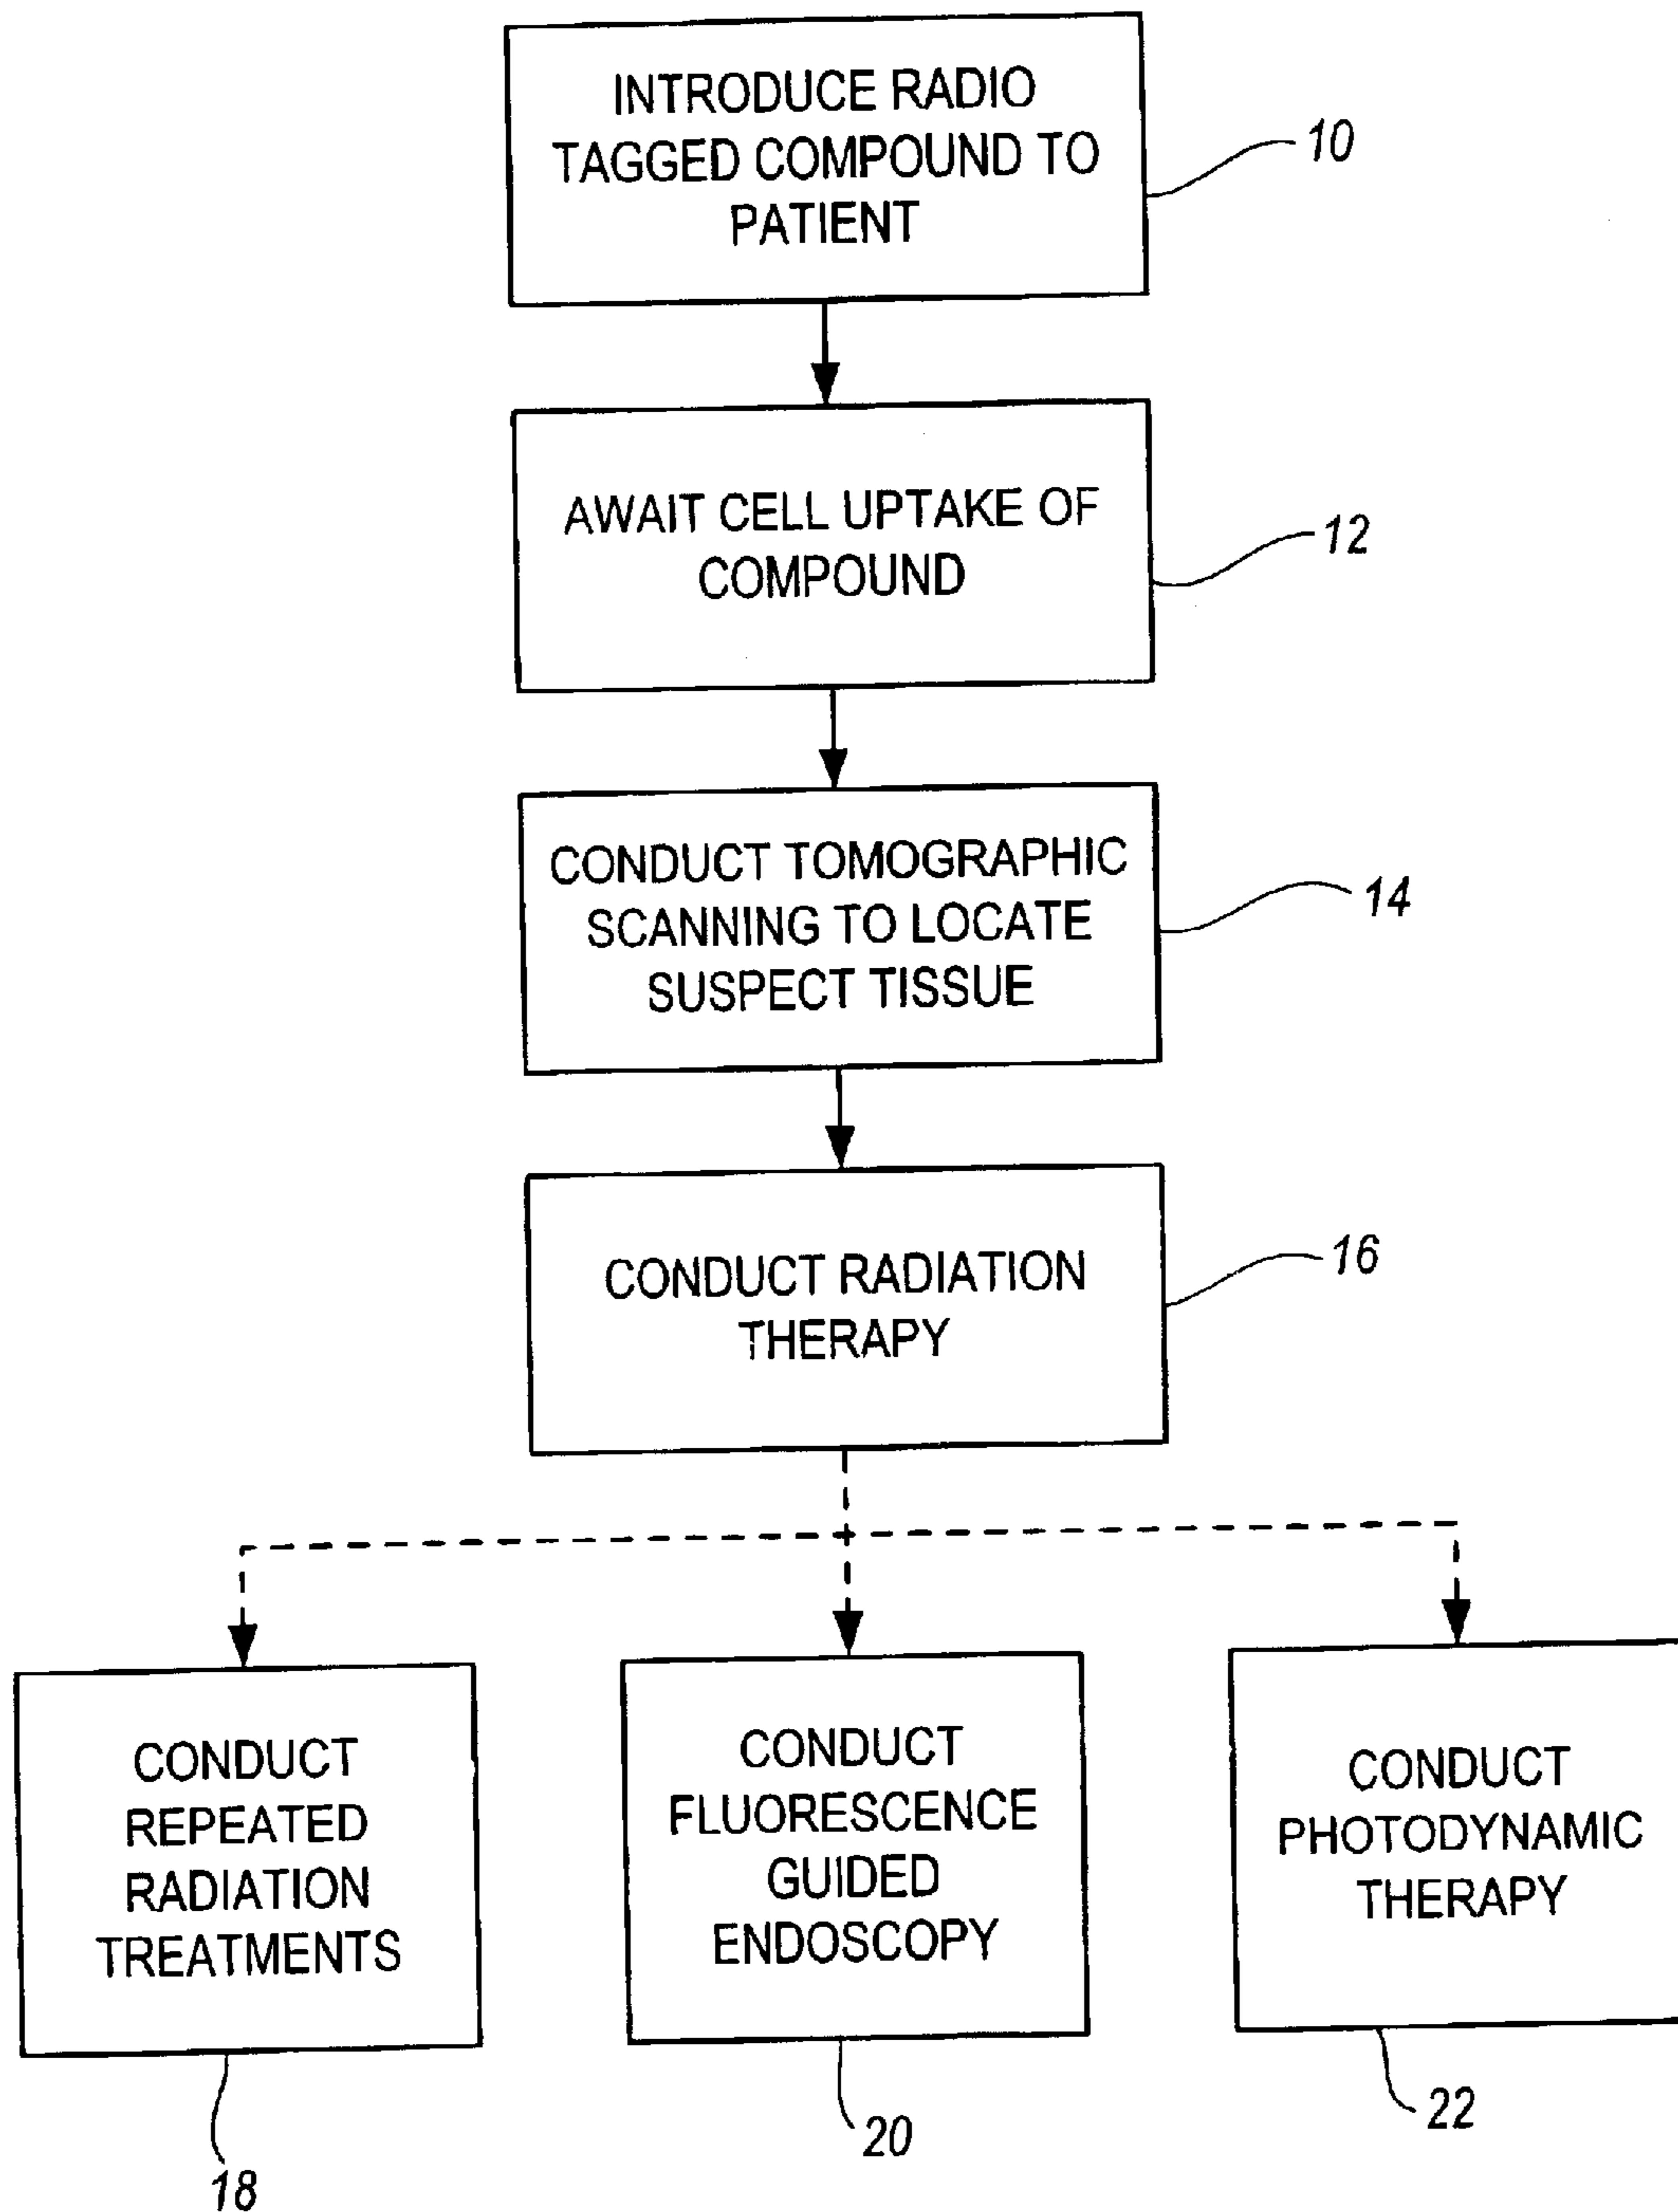 INTRODUCE RADIO
TAGGED COMPOUND TO
PATIENT
10
AWAIT CELL UPTAKE OF
COMPOUND
12
CONDUCT TOMOGRAPHIC
SCANNING TO LOCATE
SUSPECT TISSUE
14
CONDUCT RADIATION
THERAPY
16
CONDUCT
REPEATED
RADIATION
TREATMENTS
18
CONDUCT
FLUORESCENCE
GUIDED
ENDOSCOPY
20
CONDUCT
PHOTODYNAMIC
THERAPY
22